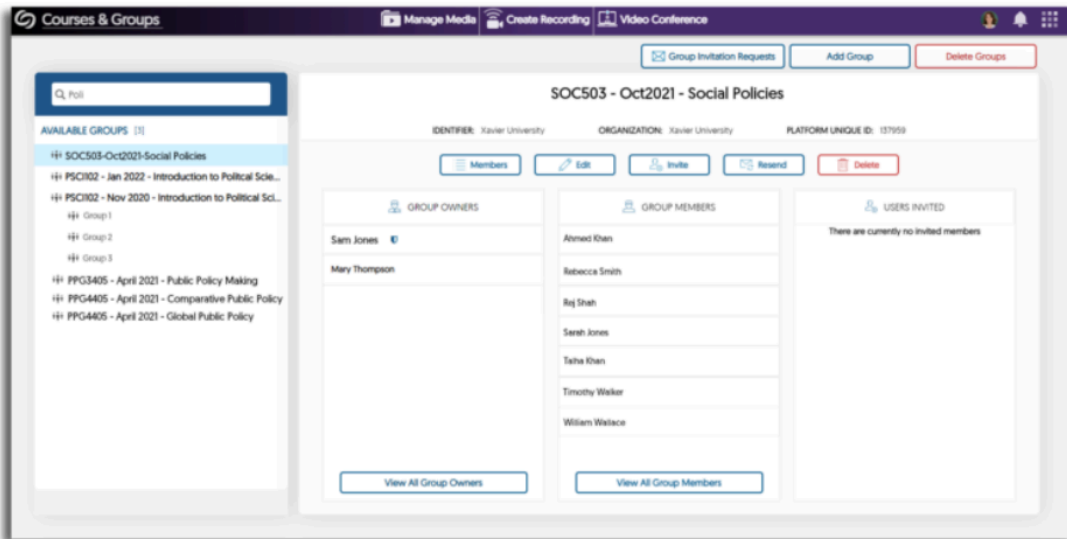 Courses & Groups
Manage Media
Create Recording
Video Conference
Group Invitation Requests
Add Group
Delete Groups
Poli
AVAILABLE GROUPS [3]
SOC503-Oct2021-Social Policies
PSCI102 - Jan 2022 - Introduction to Politcal Scie...
PSCI102 - Nov 2020 - Introduction to Political Sci...
Group 1
Group 2
Group 3
PPG3405 - April 2021 - Public Policy Making
PPG4405 - April 2021 - Comparative Public Policy
PPG4405 - April 2021 - Global Public Policy
SOC503 - Oct2021 - Social Policies
IDENTIFIER: Xavier University
ORGANIZATION: Xavier University
PLATFORM UNIQUE ID: 137959
Members
Edit
Invite
Resend
Delete
GROUP OWNERS
Sam Jones
Mary Thompson
View All Group Owners
GROUP MEMBERS
Ahmed Khan
Rebecca Smith
Raj Shah
Sarah Jones
Talha Khan
Timothy Walker
William Wallace
View All Group Members
USERS INVITED
There are currently no invited members